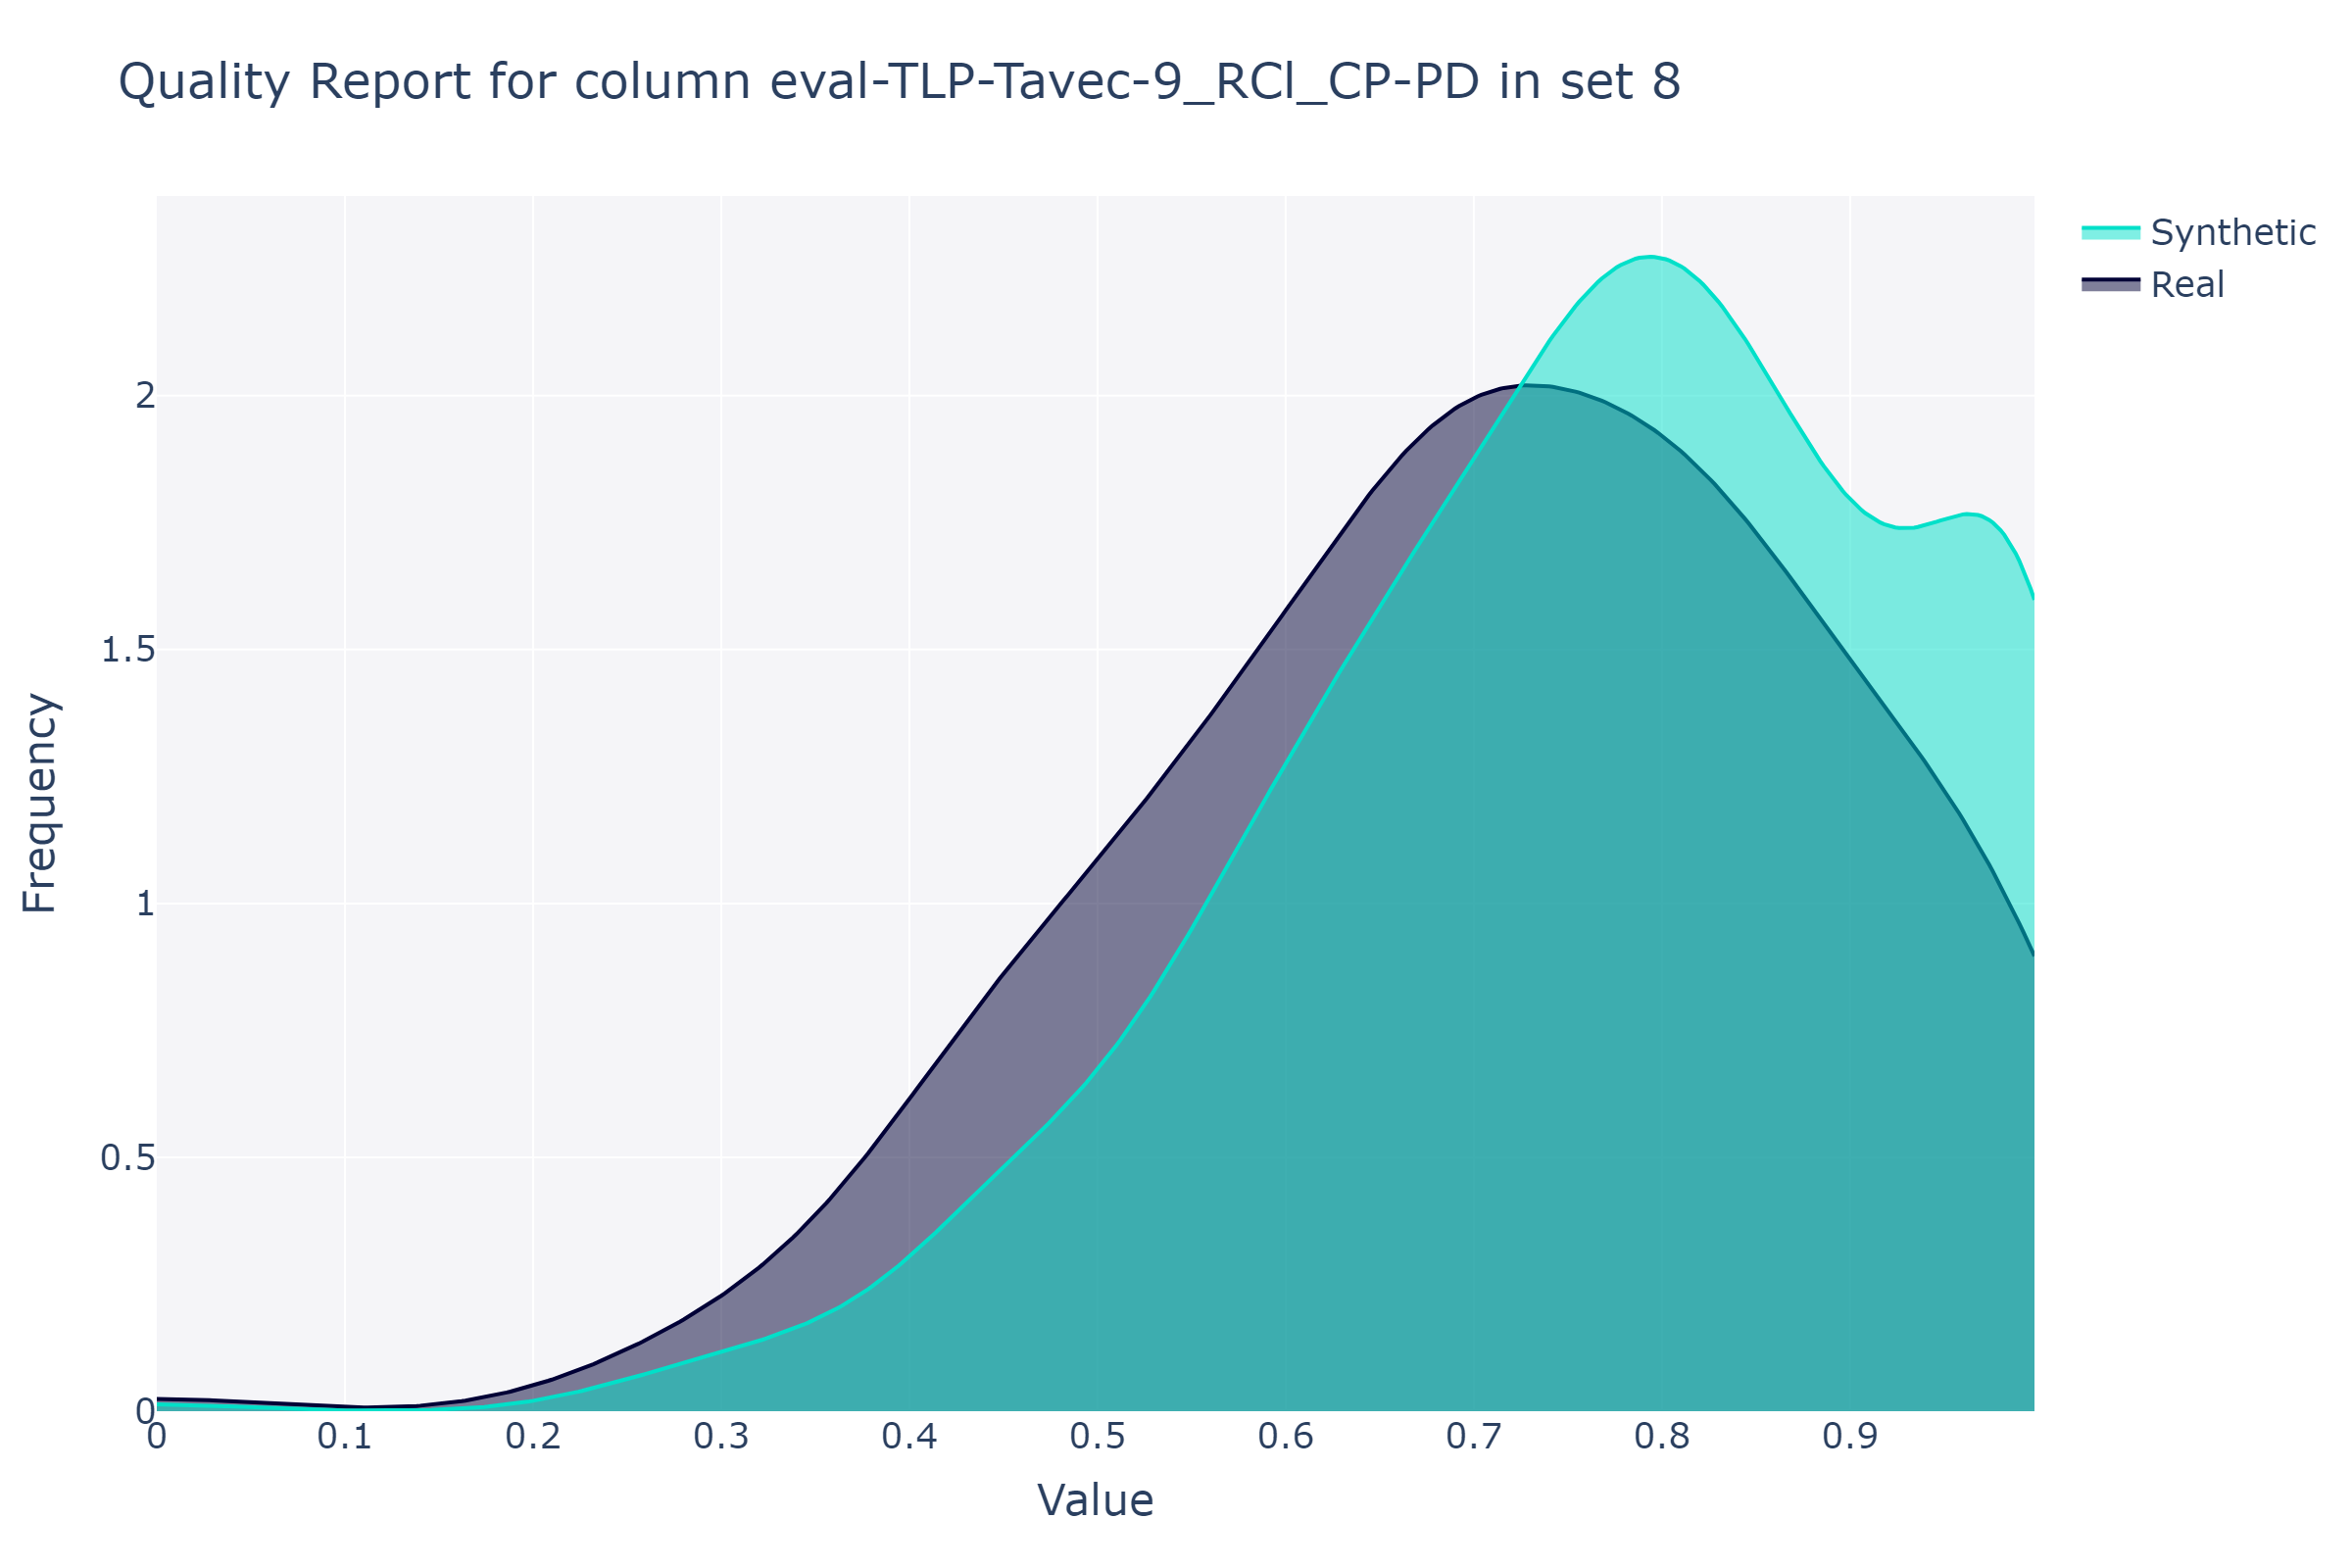 Quality Report for column eval-TLP-Tavec-9_RCl_CP-PD in set 8
Synthetic
Real
2
1.5
1
0.5
0
0 0.1 0.2 0.3 0.4 0.5 0.6 0.7 0.8 0.9
Frequency
Value